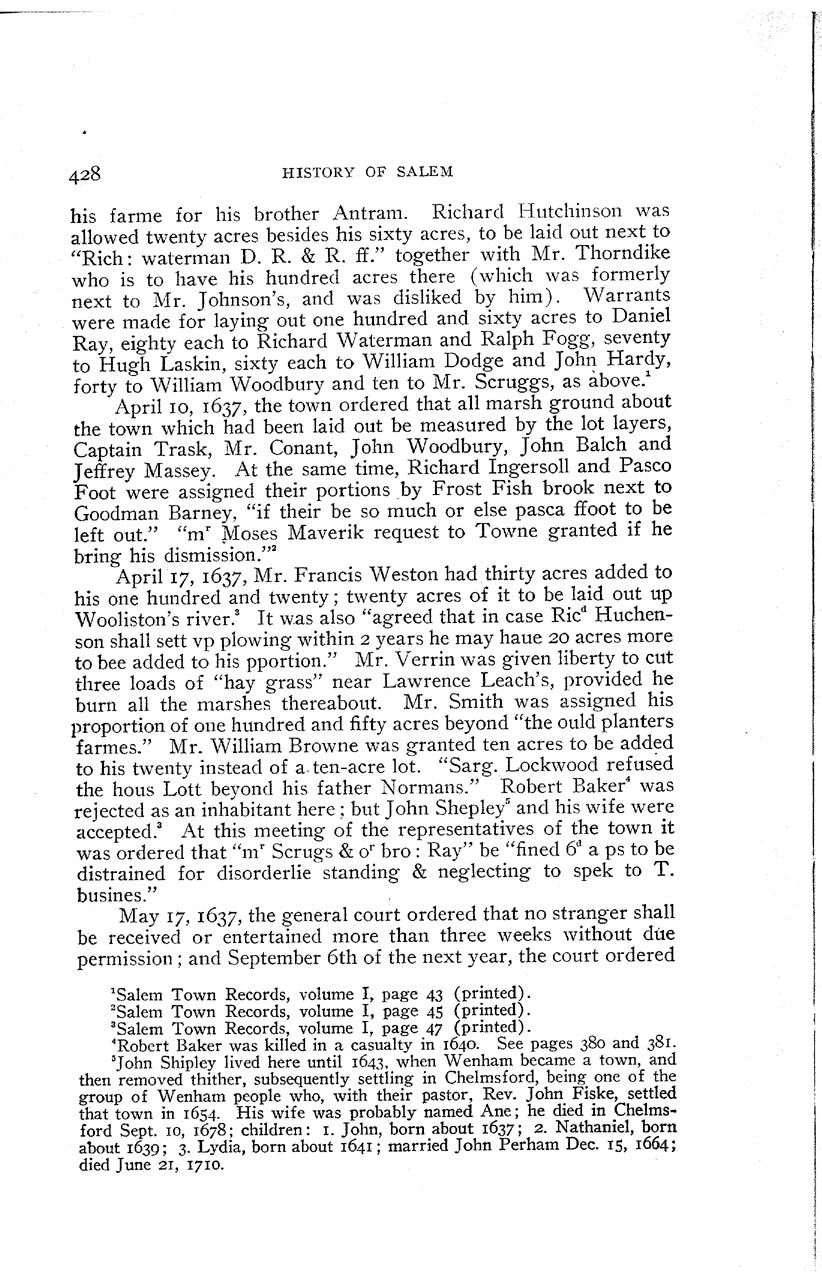 428 HISTORY OF SALEM
his farme for his brother Antram. Richard Hutchinson was
allowed twenty acres besides his sixty acres, to be laid out next to
“Rich: waterman D. R. & R. ff.” together with Mr. Thorndike
who is to have his hundred acres there (which was formerly
next to Mr. Johnson's, and was disliked by him). Warrants
were made for laying out one hundred and sixty acres to Daniel
Ray, eighty each to Richard Waterman and Ralph Fogg, seventy
to Hugh Laskin, sixty each to William Dodge and John Hardy,
forty to William Woodbury and ten to Mr. Scruggs, as above.¹
April 10, 1637, the town ordered that all marsh ground about
the town which had been laid out be measured by the lot layers,
Captain Trask, Mr. Conant, John Woodbury, John Balch and
Jeffrey Massey. At the same time, Richard Ingersoll and Pasco
Foot were assigned their portions by Frost Fish brook next to
Goodman Barney, “if their be so much or else pasca ffoot to be
left out.” “mʳ Moses Maverik request to Towne granted if he
bring his dismission.”²
April 17, 1637, Mr. Francis Weston had thirty acres added to
his one hundred and twenty; twenty acres of it to be laid out up
Wooliston's river.³ It was also “agreed that in case Ricᵈ Huchen-
son shall sett vp plowing within 2 years he may haue 20 acres more
to bee added to his pportion.” Mr. Verrin was given liberty to cut
three loads of “hay grass” near Lawrence Leach's, provided he
burn all the marshes thereabout. Mr. Smith was assigned his
proportion of one hundred and fifty acres beyond “the ould planters
farmes.” Mr. William Browne was granted ten acres to be added
to his twenty instead of a ten-acre lot. “Sarg. Lockwood refused
the hous Lott beyond his father Normans.” Robert Baker⁴ was
rejected as an inhabitant here; but John Shepley⁵ and his wife were
accepted.³ At this meeting of the representatives of the town it
was ordered that “mʳ Scrugs & oʳ bro: Ray” be “fined 6ᵈ a ps to be
distrained for disorderlie standing & neglecting to spek to T.
busines.”
May 17, 1637, the general court ordered that no stranger shall
be received or entertained more than three weeks without due
permission; and September 6th of the next year, the court ordered
¹Salem Town Records, volume I, page 43 (printed).
²Salem Town Records, volume I, page 45 (printed).
³Salem Town Records, volume I, page 47 (printed).
⁴Robert Baker was killed in a casualty in 1640. See pages 380 and 381.
⁵John Shipley lived here until 1643, when Wenham became a town, and
then removed thither, subsequently settling in Chelmsford, being one of the
group of Wenham people who, with their pastor, Rev. John Fiske, settled
that town in 1654. His wife was probably named Ane; he died in Chelms-
ford Sept. 10, 1678; children: 1. John, born about 1637; 2. Nathaniel, born
about 1639; 3. Lydia, born about 1641; married John Perham Dec. 15, 1664;
died June 21, 1710.